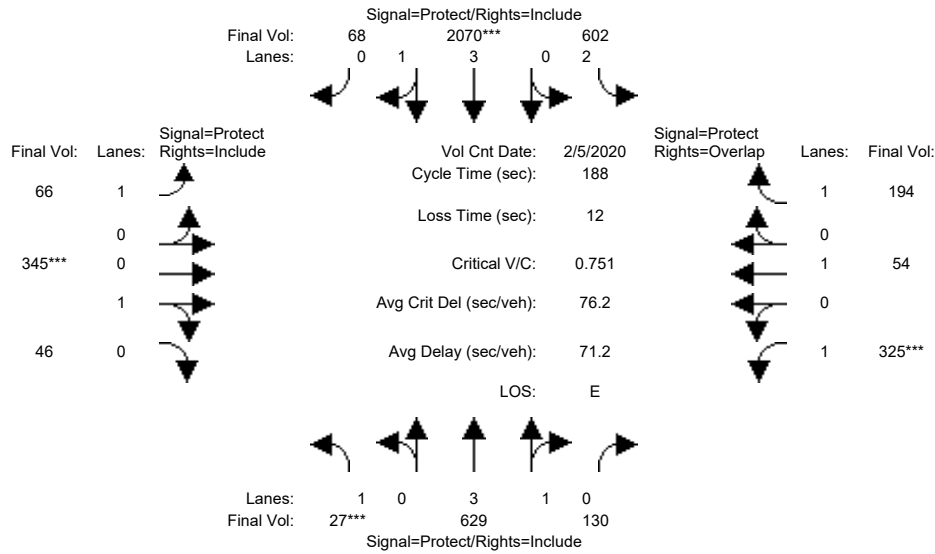 Signal=Protect/Rights=Include
Final Vol: 68 2070*** 602
Lanes: 0 1 3 0 2
Signal=Protect
Final Vol: Lanes: Rights=Include
Vol Cnt Date: 2/5/2020
Signal=Protect
Rights=Overlap Lanes: Final Vol:
Cycle Time (sec): 188
66 1
1 194
Loss Time (sec): 12
0
0
345*** 0
Critical V/C: 0.751
1 54
1
Avg Crit Del (sec/veh): 76.2
0
46 0
Avg Delay (sec/veh): 71.2
1 325***
LOS: E
Lanes: 1 0 3 1 0
Final Vol: 27*** 629 130
Signal=Protect/Rights=Include